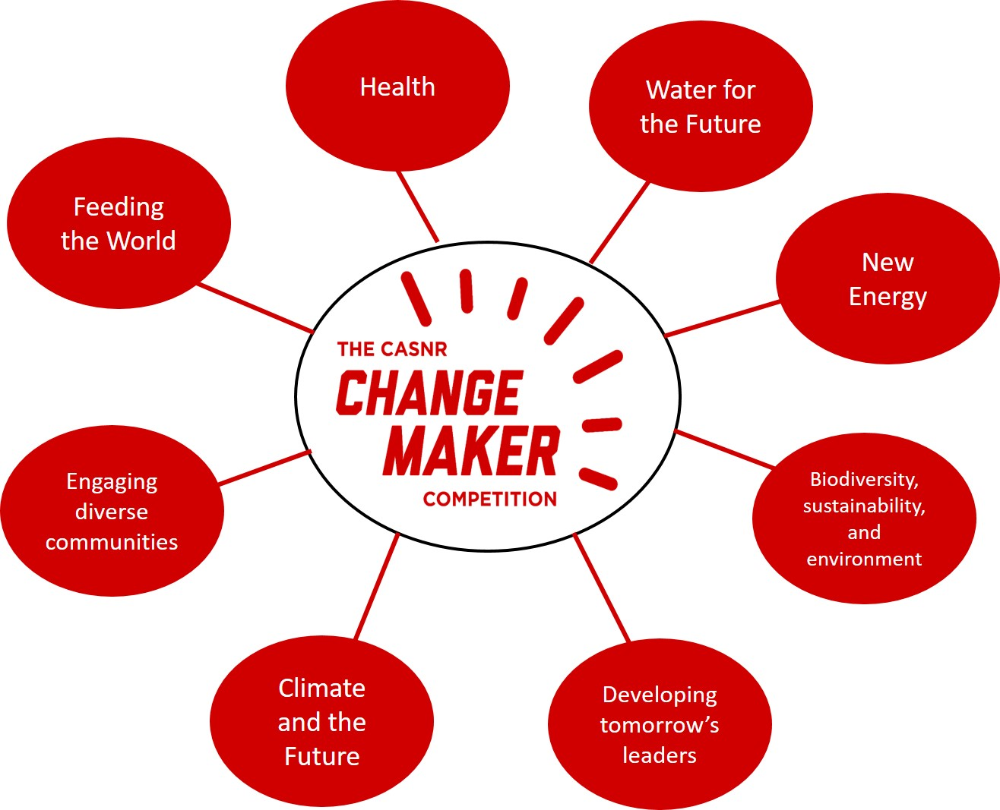 Health
Water for
the Future
Feeding
the World
New
Energy
THE CASNR
CHANGE
MAKER
COMPETITION
Engaging
diverse
communities
Biodiversity,
sustainability,
and
environment
Climate
and the
Future
Developing
tomorrow’s
leaders